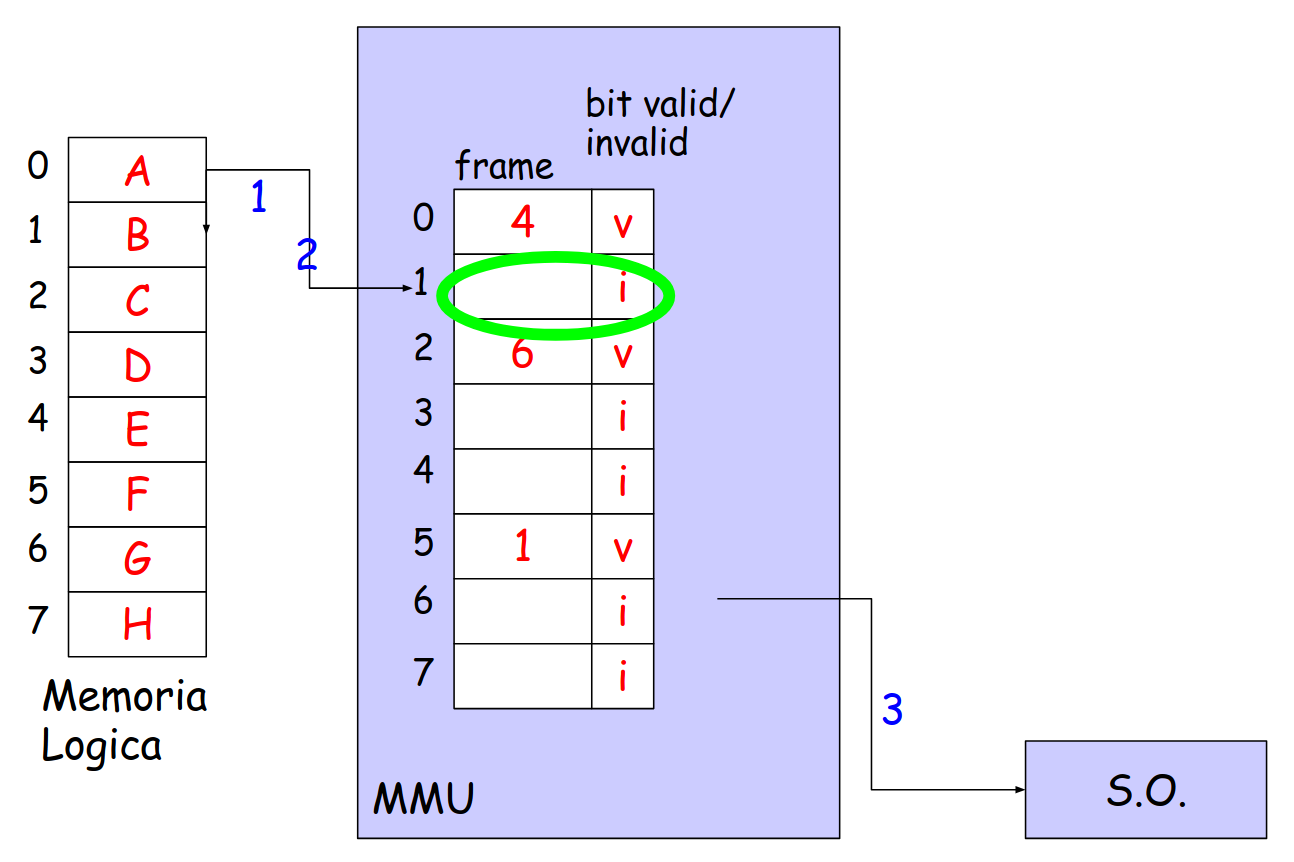 0 A
1 B
2 C
3 D
4 E
5 F
6 G
7 H
Memoria
Logica
1
2
bit valid/
invalid
frame
0 4 v
1 i
2 6 v
3 i
4 i
5 1 v
6 i
7 i
MMU
3
S.O.